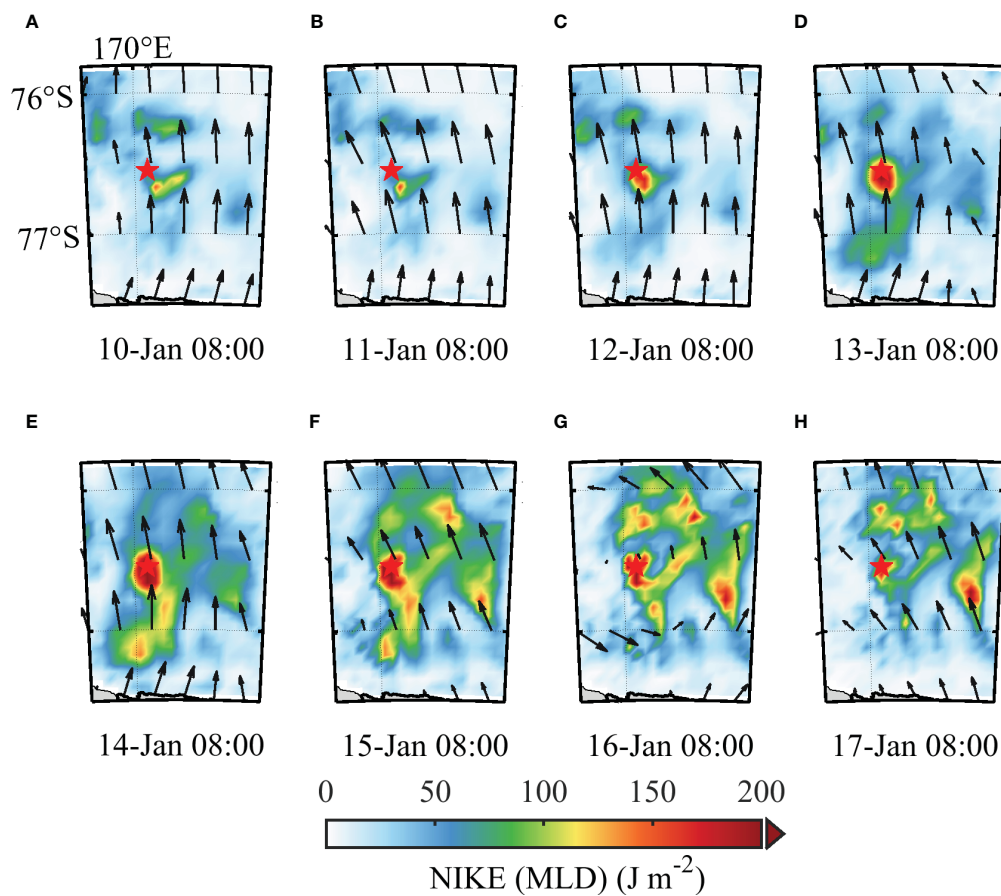 A B C D
170°E
76°S
77°S
10-Jan 08:00 11-Jan 08:00 12-Jan 08:00 13-Jan 08:00
E F G H
14-Jan 08:00 15-Jan 08:00 16-Jan 08:00 17-Jan 08:00
0 50 100 150 200
NIKE (MLD) (J m⁻²)